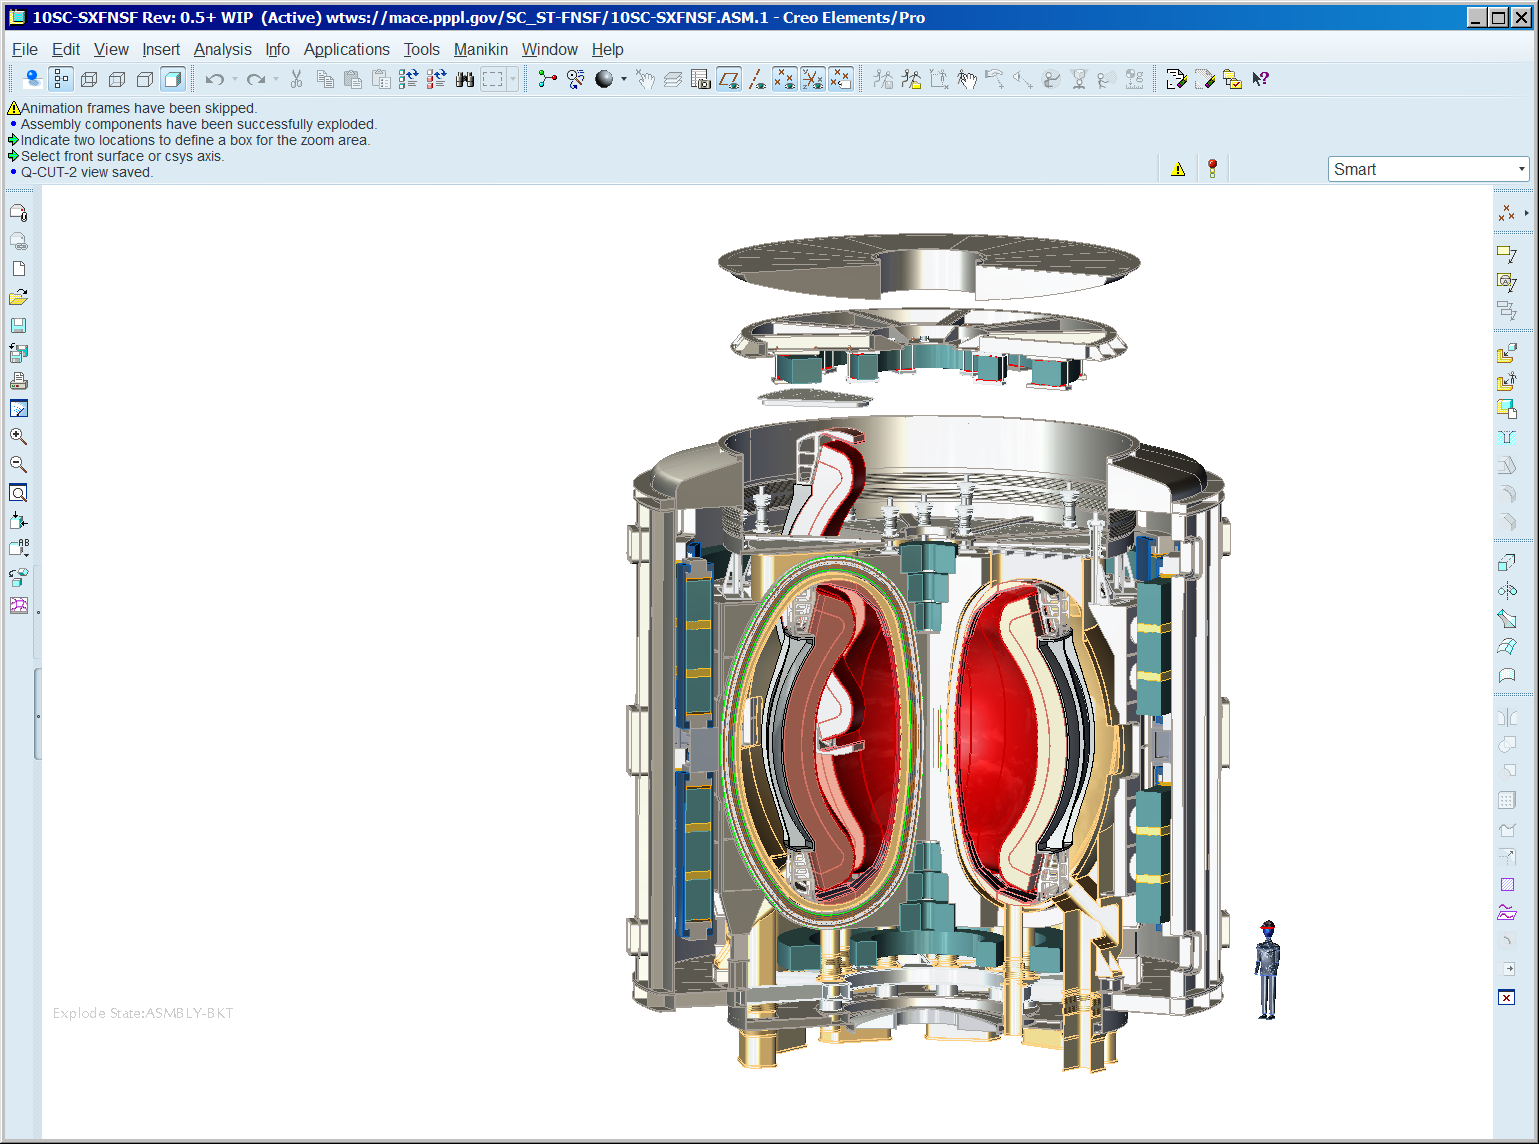 10SC-SXFNSF Rev: 0.5+ WIP (Active) wtws://mace.pppl.gov/SC_ST-FNSF/10SC-SXFNSF.ASM.1 - Creo Elements/Pro
File Edit View Insert Analysis Info Applications Tools Manikin Window Help
Animation frames have been skipped.
• Assembly components have been successfully exploded.
Indicate two locations to define a box for the zoom area.
Select front surface or csys axis.
• Q-CUT-2 view saved.
Smart
AB
Explode State:ASMBLY-BKT